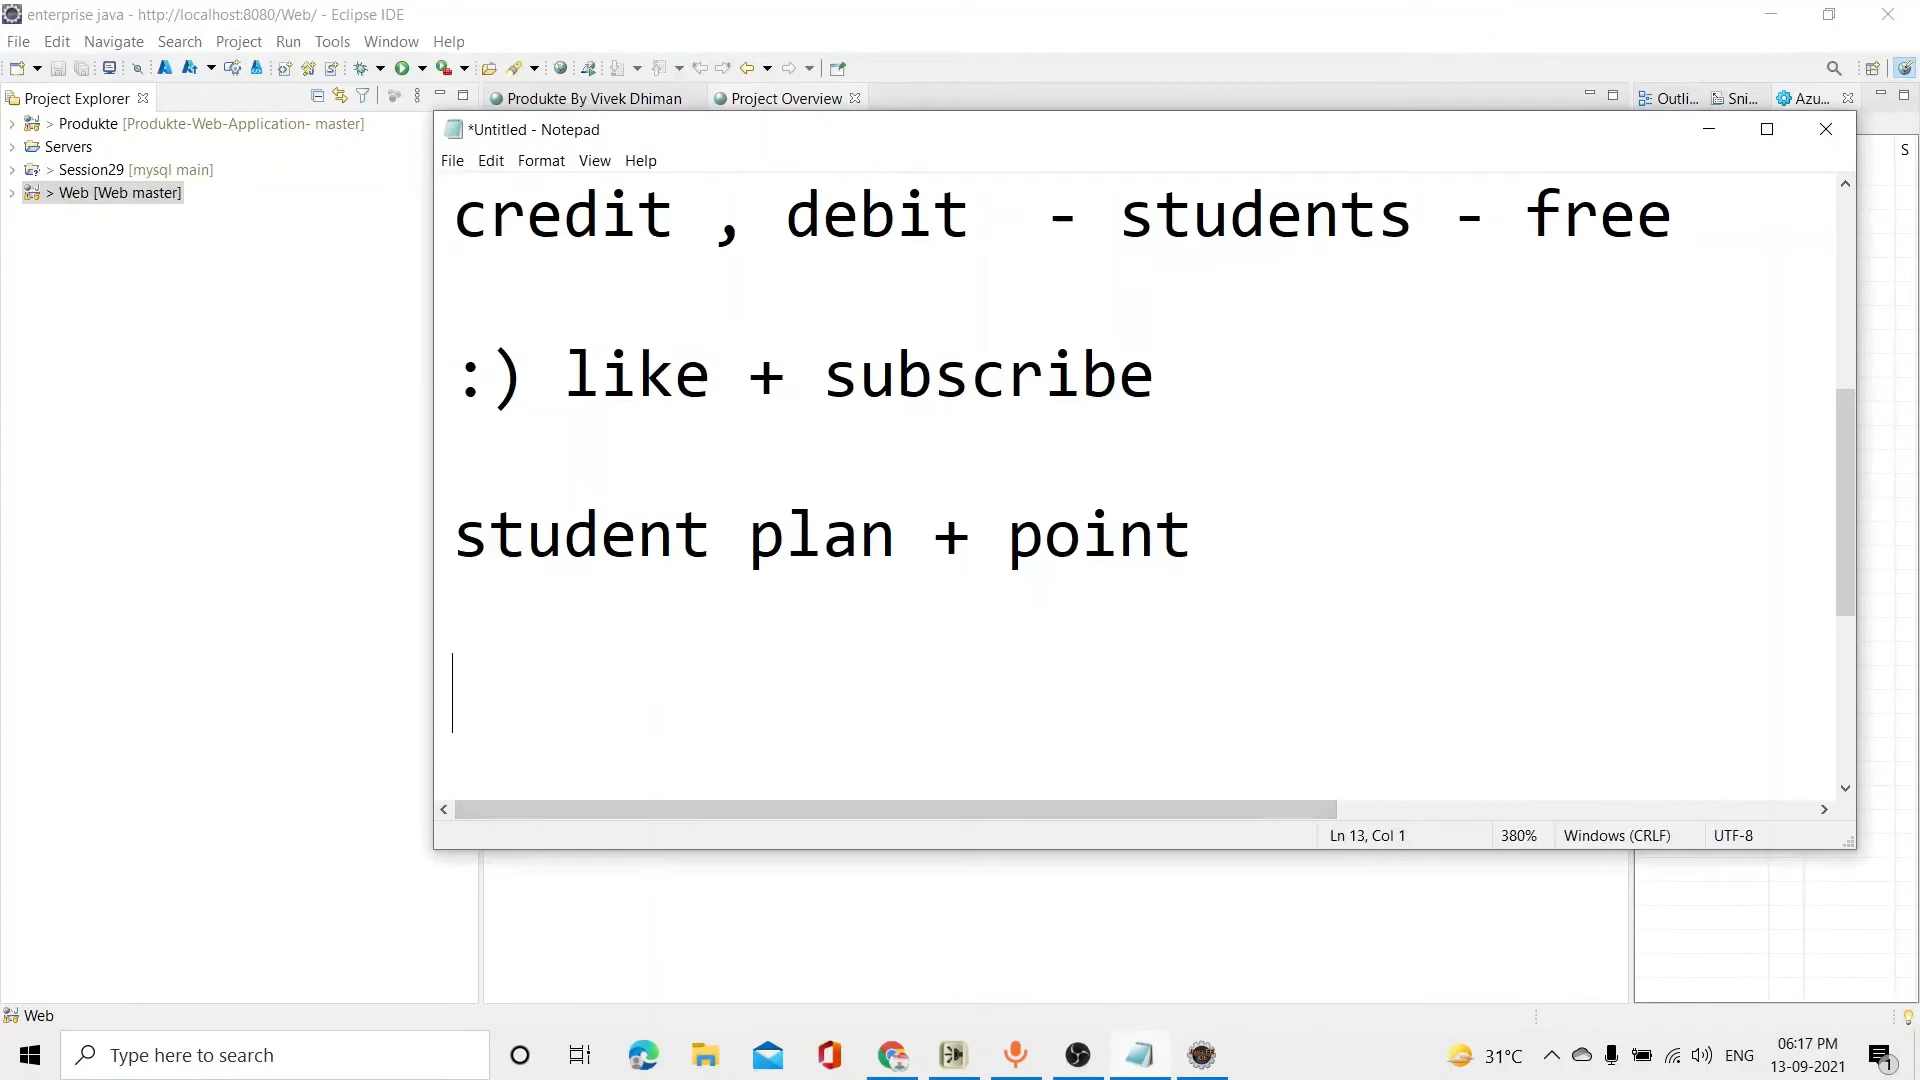 enterprise java - http://localhost:8080/Web/ - Eclipse IDE
File Edit Navigate Search Project Run Tools Window Help
Project Explorer
Produkte By Vivek Dhiman
Project Overview
Outli...
Sni...
Azu...
> Produkte [Produkte-Web-Application- master]
Servers
> Session29 [mysql main]
> Web [Web master]
S
*Untitled - Notepad
File Edit Format View Help
credit , debit  - students - free
:) like + subscribe
student plan + point
Ln 13, Col 1
380%
Windows (CRLF)
UTF-8
Web
Type here to search
31°C
ENG
06:17 PM
13-09-2021
1